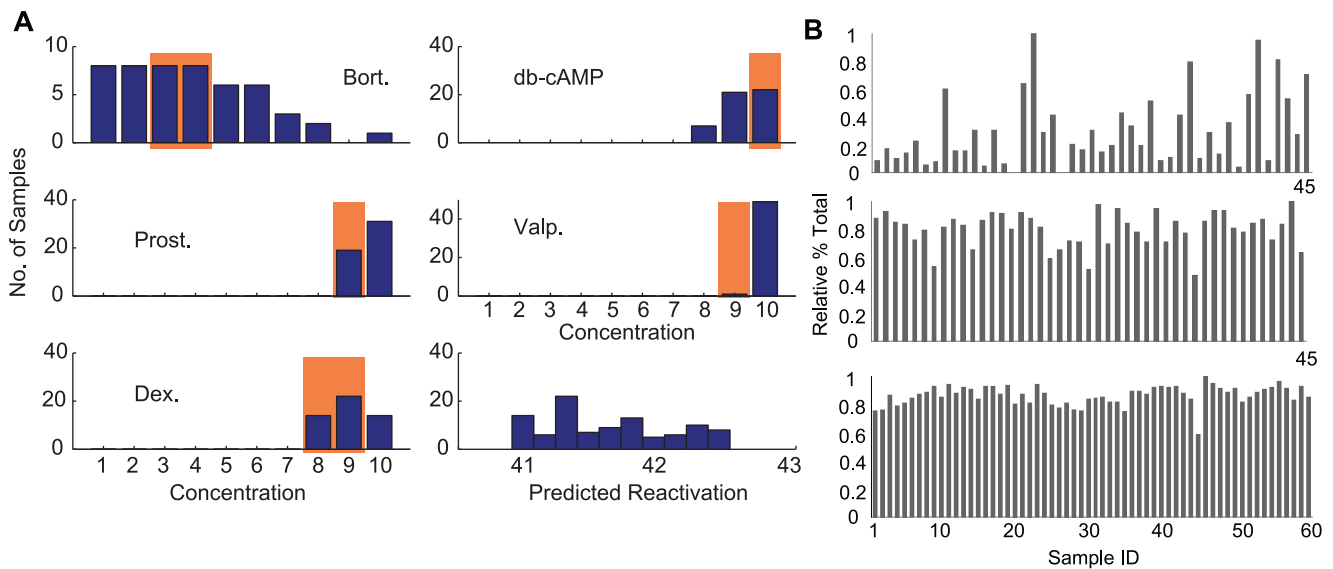 A
No. of Samples
10
5
0
Bort.
40
20
0
db-cAMP
40
20
0
Prost.
40
20
0
Valp.
1 2 3 4 5 6 7 8 9 10
Concentration
40
20
0
Dex.
1 2 3 4 5 6 7 8 9 10
Concentration
40
20
0
41 42 43
Predicted Reactivation
B
Relative % Total
1
0.8
0.6
0.4
0.2
0
45
1
0.8
0.6
0.4
0.2
0
45
1
0.8
0.6
0.4
0.2
0
1 10 20 30 40 50 60
Sample ID